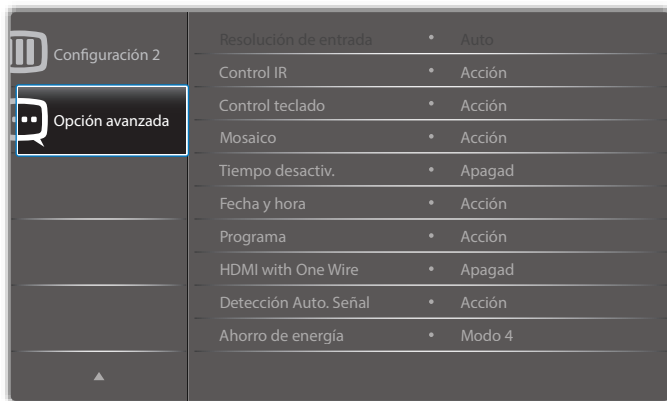 Configuración 2
Opción avanzada
Resolución de entrada • Auto
Control IR • Acción
Control teclado • Acción
Mosaico • Acción
Tiempo desactiv. • Apagad
Fecha y hora • Acción
Programa • Acción
HDMI with One Wire • Apagad
Detección Auto. Señal • Acción
Ahorro de energía • Modo 4